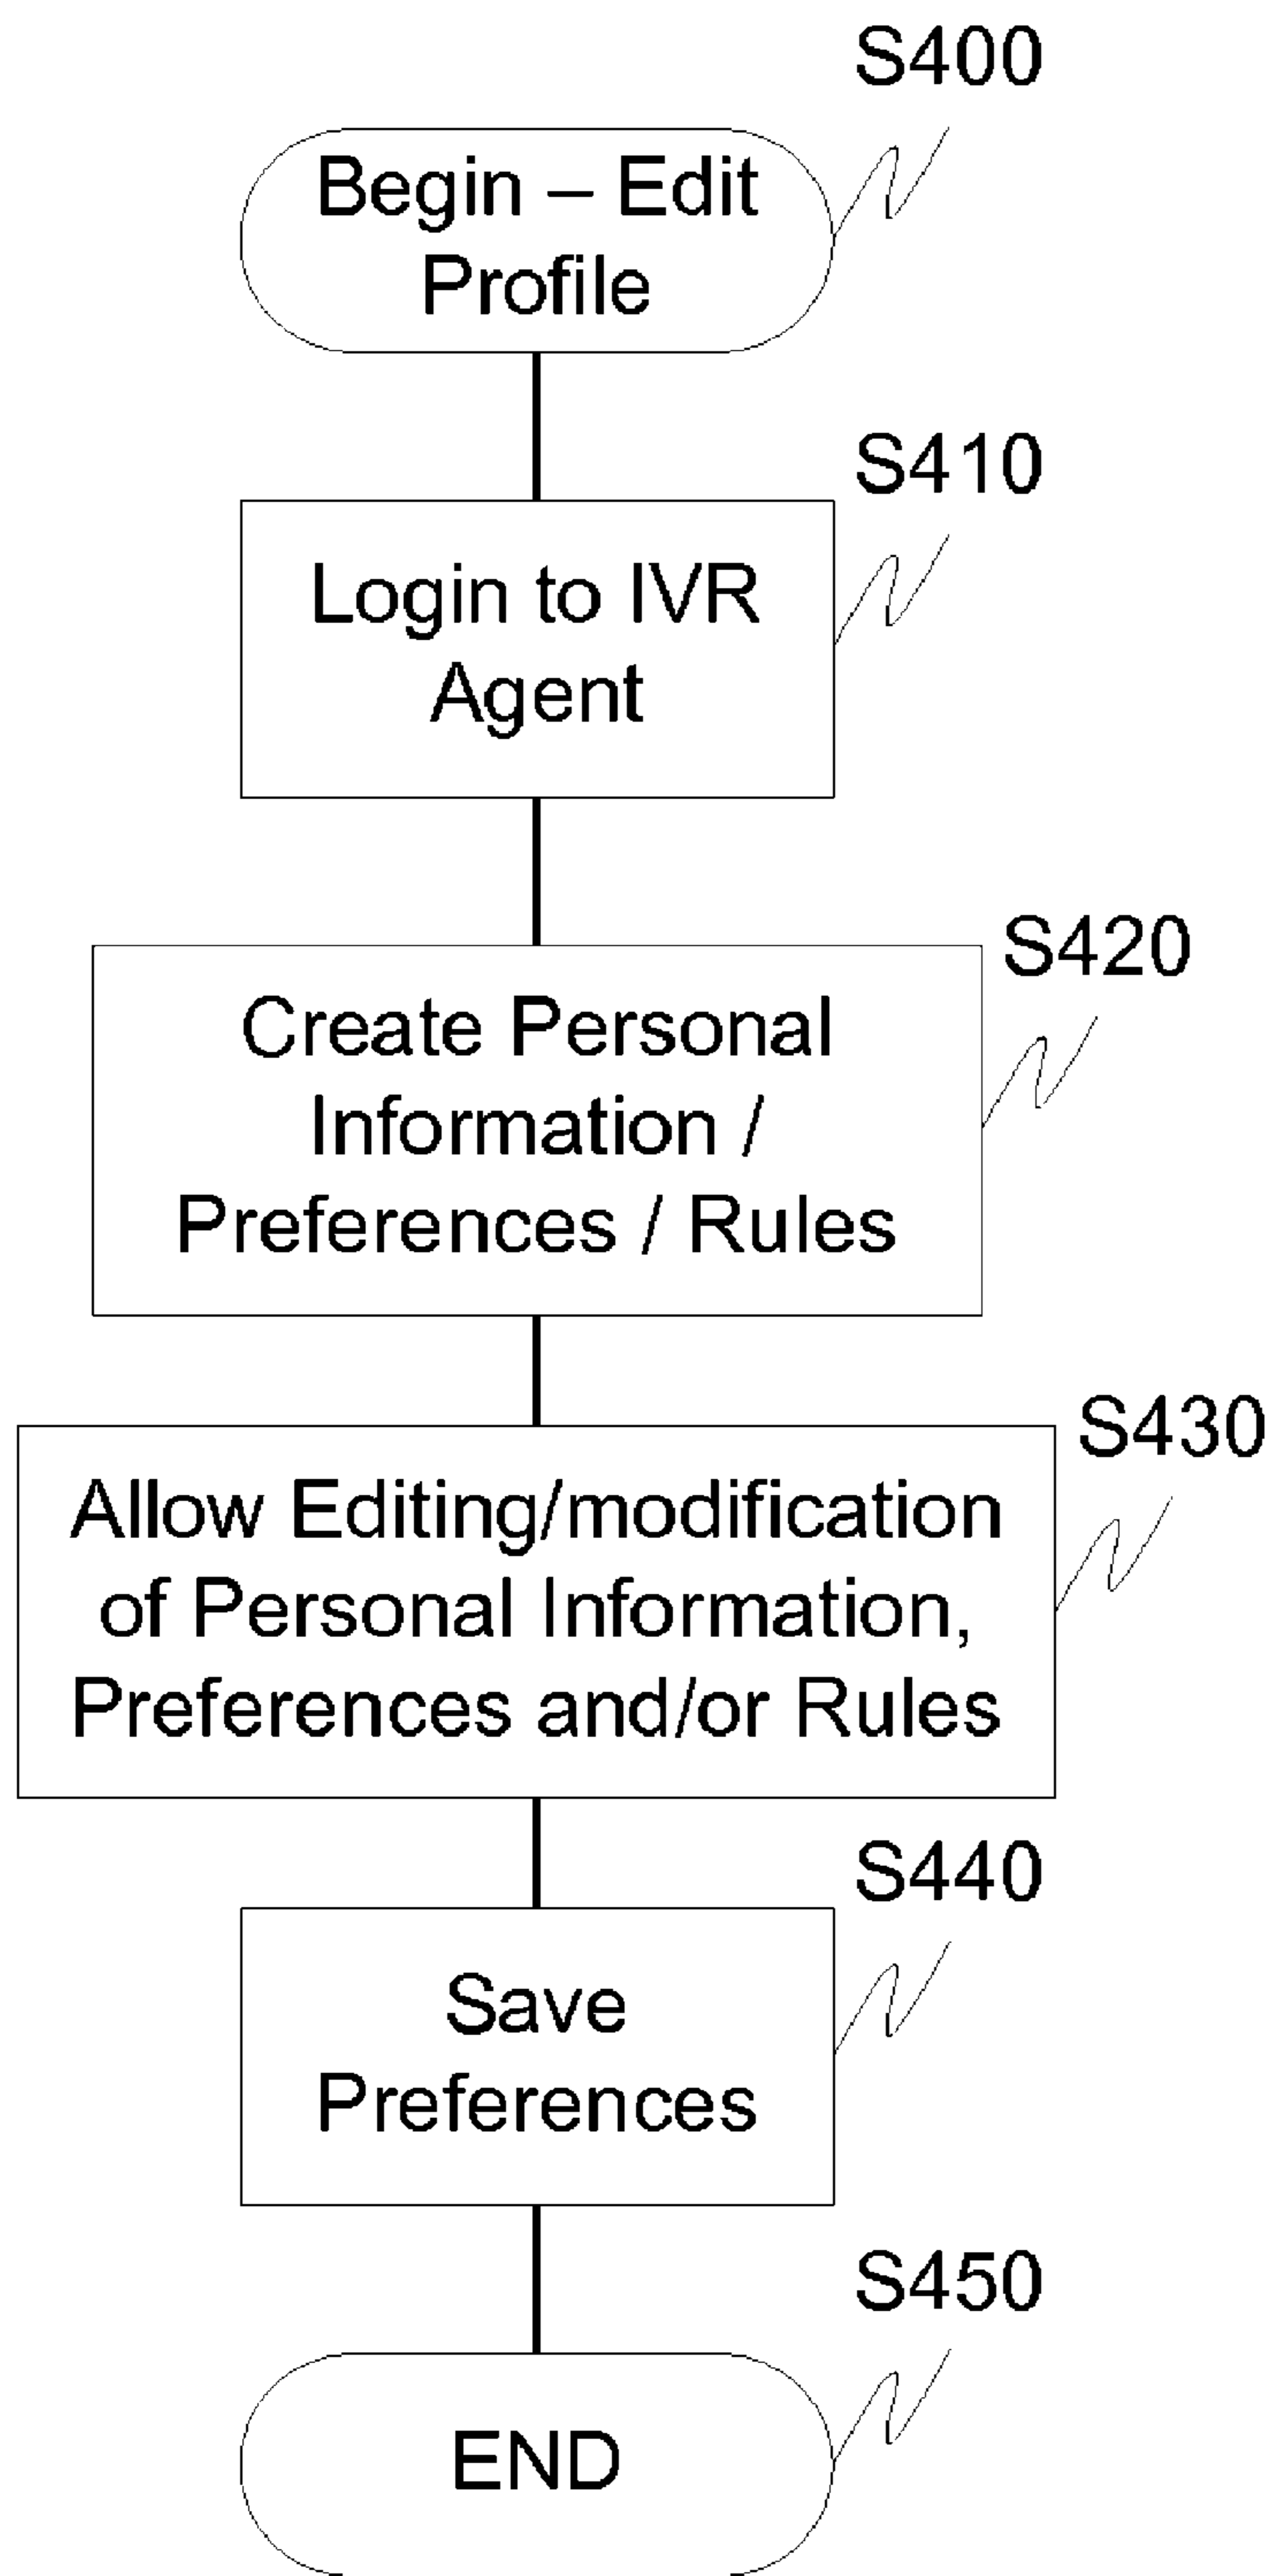 S400
Begin – Edit
Profile
S410
Login to IVR
Agent
S420
Create Personal
Information /
Preferences / Rules
S430
Allow Editing/modification
of Personal Information,
Preferences and/or Rules
S440
Save
Preferences
S450
END